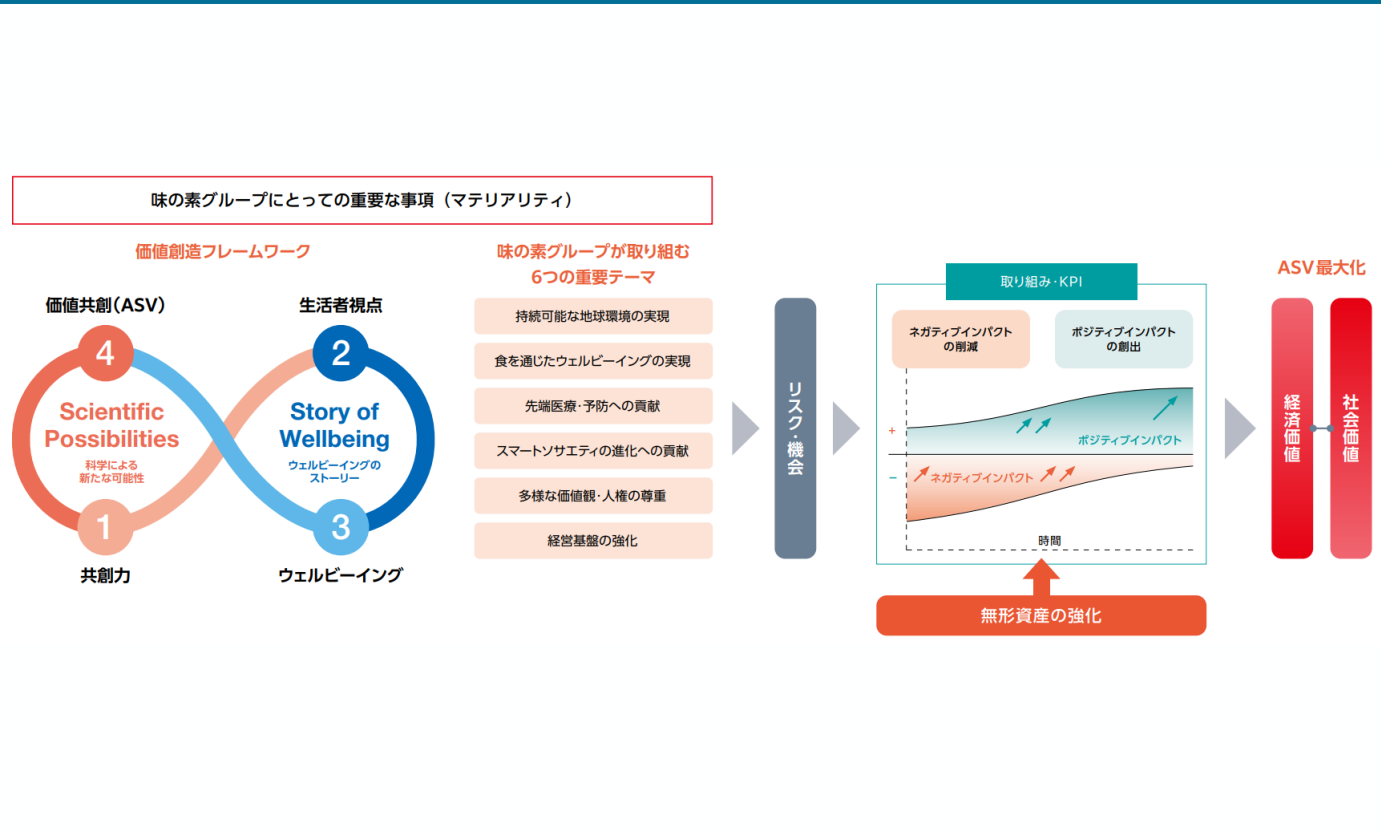 味の素グループにとっての重要な事項（マテリアリティ）
価値創造フレームワーク
価値共創（ASV）
生活者視点
4
2
Scientific
Possibilities
科学による
新たな可能性
Story of
Wellbeing
ウェルビーイングの
ストーリー
1
3
共創力
ウェルビーイング
味の素グループが取り組む
6つの重要テーマ
持続可能な地球環境の実現
食を通じたウェルビーイングの実現
先端医療・予防への貢献
スマートソサエティの進化への貢献
多様な価値観・人権の尊重
経営基盤の強化
リスク・機会
取り組み・KPI
ネガティブインパクト
の削減
ポジティブインパクト
の創出
+
ポジティブインパクト
−
ネガティブインパクト
時間
無形資産の強化
ASV最大化
経済価値
社会価値